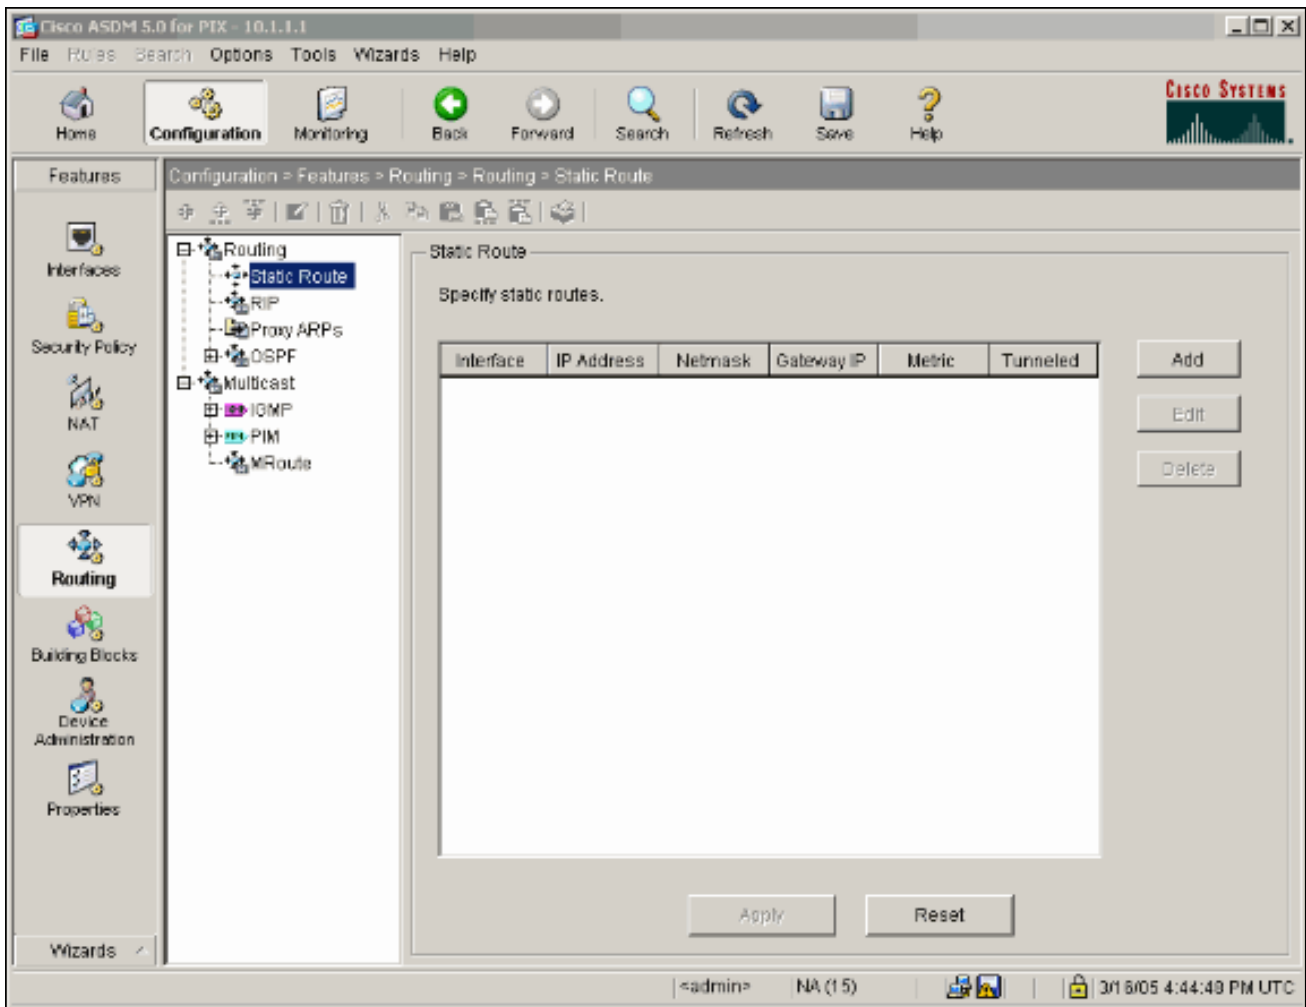 Cisco ASDM 5.0 for PIX - 10.1.1.1
File Rules Search Options Tools Wizards Help
Home Configuration Monitoring Back Forward Search Refresh Save Help
CISCO SYSTEMS
Features
Configuration > Features > Routing > Routing > Static Route
Interfaces
Security Policy
NAT
VPN
Routing
Building Blocks
Device
Administration
Properties
Wizards
Routing
Static Route
RIP
Proxy ARPs
OSPF
Multicast
IGMP
PIM
MRoute
Static Route
Specify static routes.
Interface IP Address Netmask Gateway IP Metric Tunneled
Add
Edit
Delete
Apply Reset
<admin> NA (15) 3/16/05 4:44:49 PM UTC